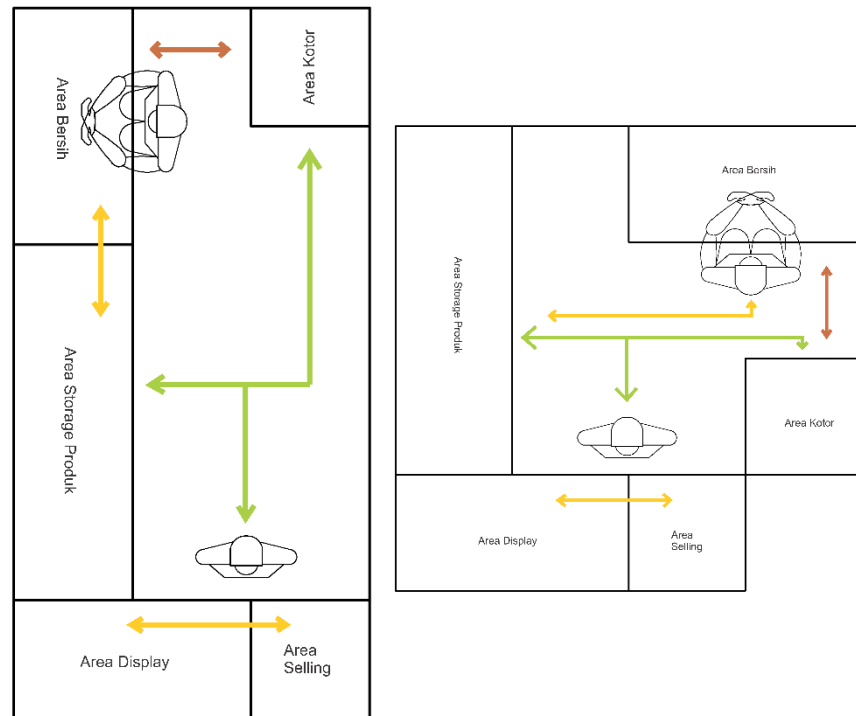 Area Bersih
Area Kotor
Area Storage Produk
Area Display
Area
Selling
Area Bersih
Area Storage Produk
Area Kotor
Area Display
Area
Selling